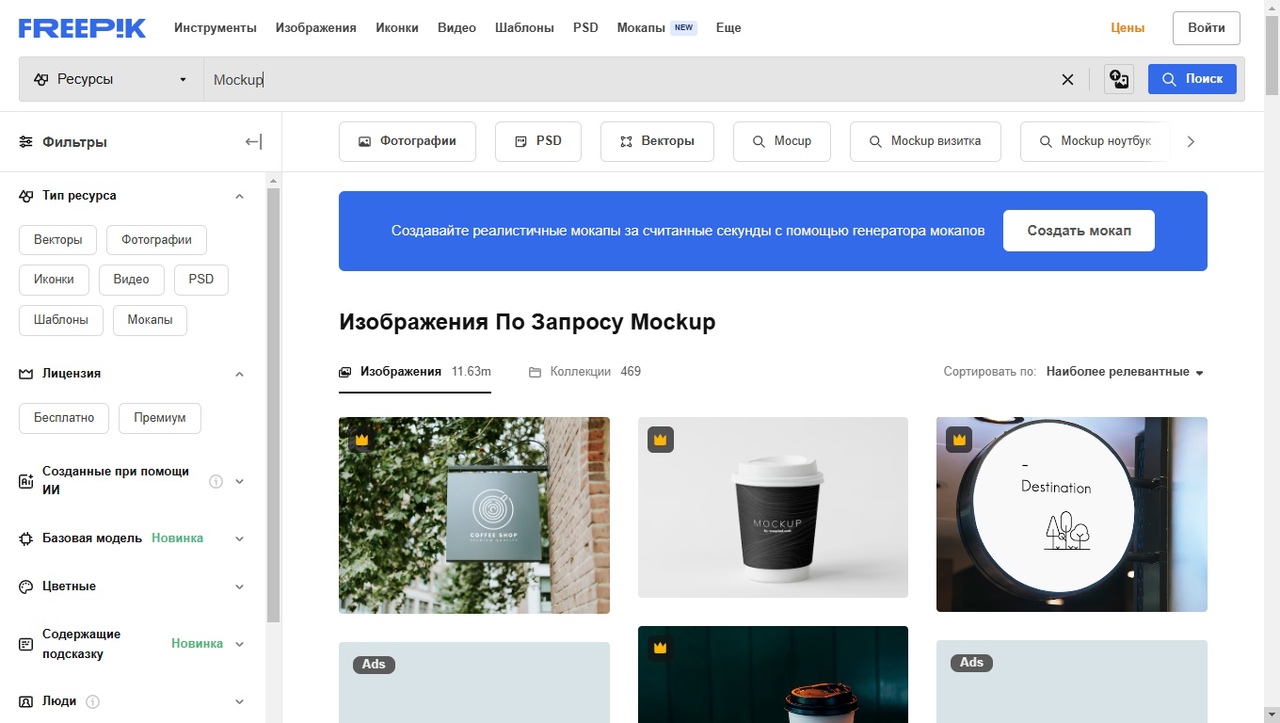 FREEPIK
Инструменты Изображения Иконки Видео Шаблоны PSD Мокапы NEW Еще Цены Войти
Ресурсы Mockup Поиск
Фильтры
Фотографии PSD Векторы Mocup Mockup визитка Mockup ноутбук
Тип ресурса
Векторы Фотографии
Иконки Видео PSD
Шаблоны Мокапы
Лицензия
Бесплатно Премиум
Созданные при помощи
ИИ
Базовая модель Новинка
Цветные
Содержащие
подсказку
Новинка
Люди
Создавайте реалистичные мокапы за считанные секунды с помощью генератора мокапов Создать мокап
Изображения По Запросу Mockup
Изображения 11.63m Коллекции 469 Сортировать по: Наиболее релевантные
COFFEE SHOP
PREMIUM QUALITY
MOCKUP
Destination
Ads
Ads